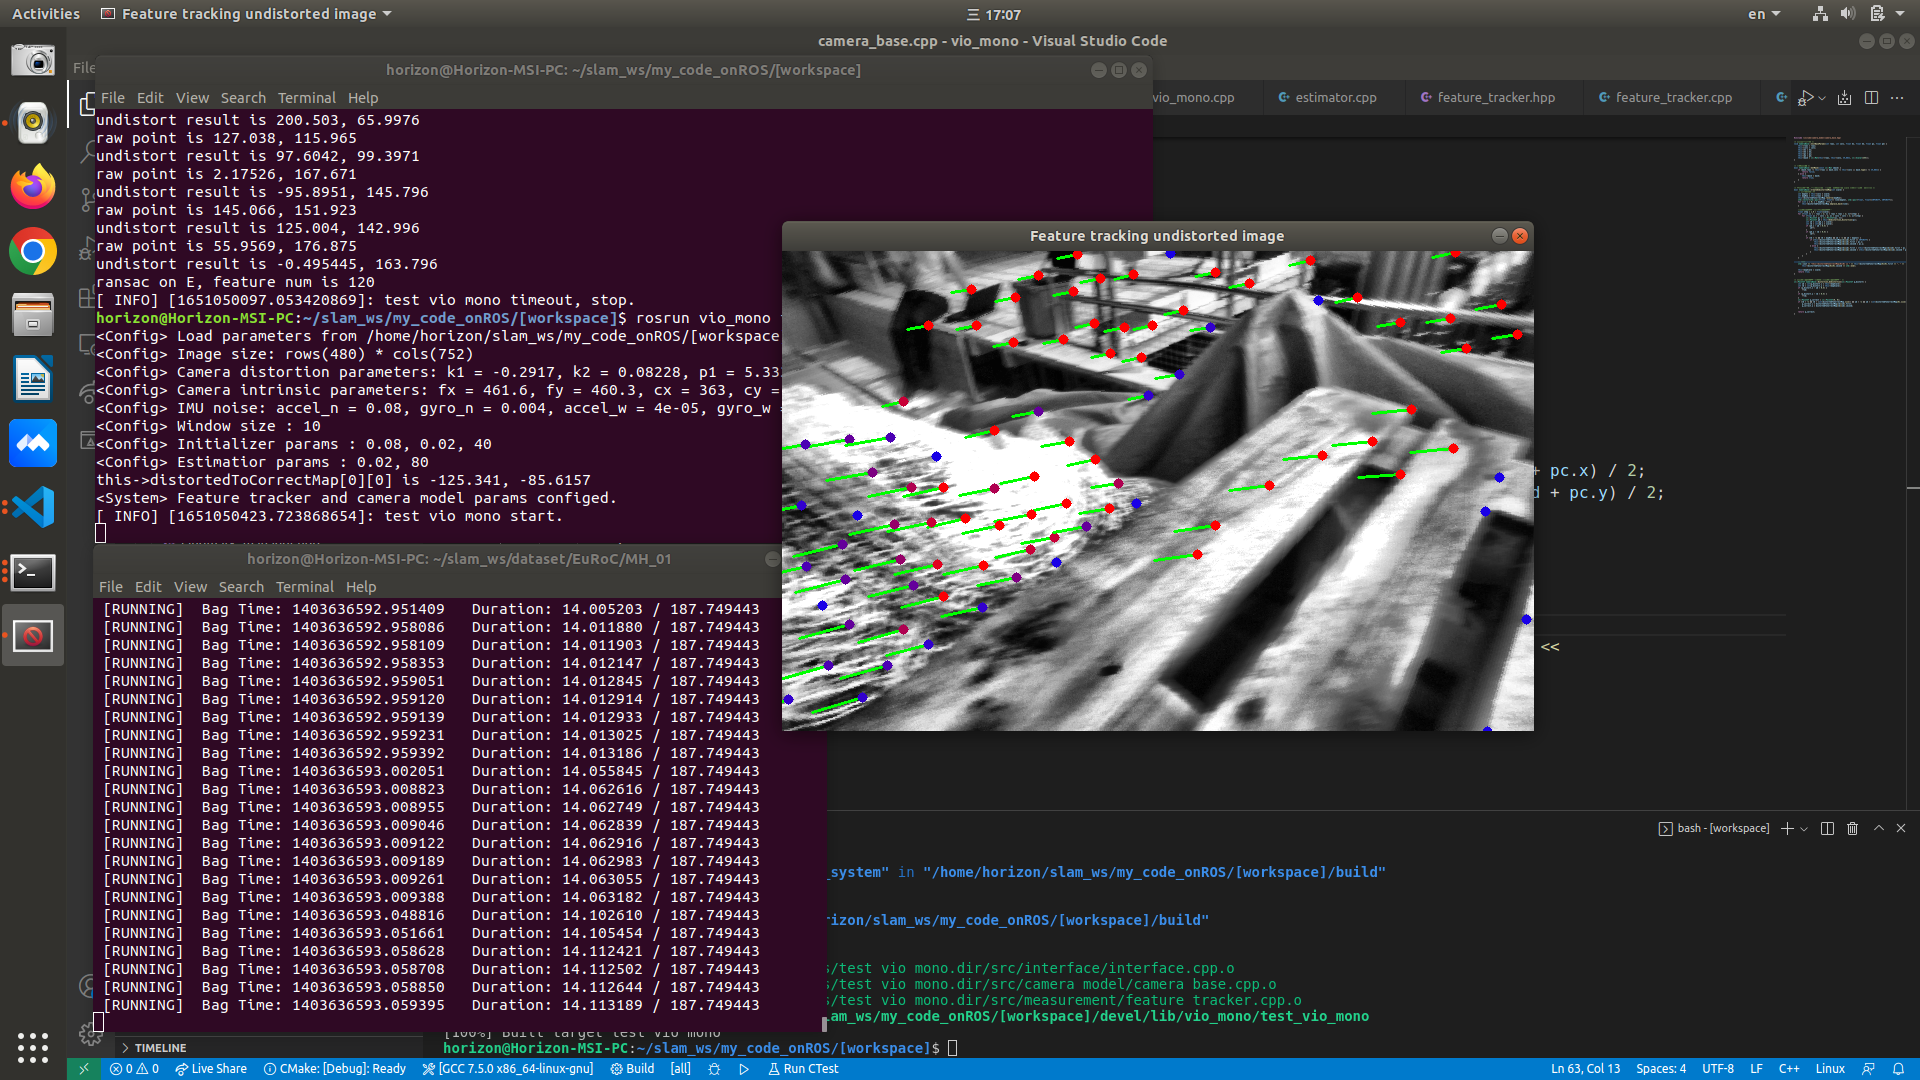 Activities
Feature tracking undistorted image
三 17:07
en
camera_base.cpp - vio_mono - Visual Studio Code
File
horizon@Horizon-MSI-PC: ~/slam_ws/my_code_onROS/[workspace]
File Edit View Search Terminal Help
undistort result is 200.503, 65.9976
raw point is 127.038, 115.965
undistort result is 97.6042, 99.3971
raw point is 2.17526, 167.671
undistort result is -95.8951, 145.796
raw point is 145.066, 151.923
undistort result is 125.004, 142.996
raw point is 55.9569, 176.875
undistort result is -0.495445, 163.796
ransac on E, feature num is 120
[ INFO] [1651050097.053420869]: test vio mono timeout, stop.
horizon@Horizon-MSI-PC:~/slam_ws/my_code_onROS/[workspace]$ rosrun vio_mono
<Config> Load parameters from /home/horizon/slam_ws/my_code_onROS/[workspace
<Config> Image size: rows(480) * cols(752)
<Config> Camera distortion parameters: k1 = -0.2917, k2 = 0.08228, p1 = 5.333
<Config> Camera intrinsic parameters: fx = 461.6, fy = 460.3, cx = 363, cy =
<Config> IMU noise: accel_n = 0.08, gyro_n = 0.004, accel_w = 4e-05, gyro_w =
<Config> Window size : 10
<Config> Initializer params : 0.08, 0.02, 40
<Config> Estimatior params : 0.02, 80
this->distortedToCorrectMap[0][0] is -125.341, -85.6157
<System> Feature tracker and camera model params configed.
[ INFO] [1651050423.723868654]: test vio mono start.
vio_mono.cpp
estimator.cpp
feature_tracker.hpp
feature_tracker.cpp
Feature tracking undistorted image
+ pc.x) / 2;
d + pc.y) / 2;
<<
horizon@Horizon-MSI-PC: ~/slam_ws/dataset/EuRoC/MH_01
File Edit View Search Terminal Help
[RUNNING] Bag Time: 1403636592.951409 Duration: 14.005203 / 187.749443
[RUNNING] Bag Time: 1403636592.958086 Duration: 14.011880 / 187.749443
[RUNNING] Bag Time: 1403636592.958109 Duration: 14.011903 / 187.749443
[RUNNING] Bag Time: 1403636592.958353 Duration: 14.012147 / 187.749443
[RUNNING] Bag Time: 1403636592.959051 Duration: 14.012845 / 187.749443
[RUNNING] Bag Time: 1403636592.959120 Duration: 14.012914 / 187.749443
[RUNNING] Bag Time: 1403636592.959139 Duration: 14.012933 / 187.749443
[RUNNING] Bag Time: 1403636592.959231 Duration: 14.013025 / 187.749443
[RUNNING] Bag Time: 1403636592.959392 Duration: 14.013186 / 187.749443
[RUNNING] Bag Time: 1403636593.002051 Duration: 14.055845 / 187.749443
[RUNNING] Bag Time: 1403636593.008823 Duration: 14.062616 / 187.749443
[RUNNING] Bag Time: 1403636593.008955 Duration: 14.062749 / 187.749443
[RUNNING] Bag Time: 1403636593.009046 Duration: 14.062839 / 187.749443
[RUNNING] Bag Time: 1403636593.009122 Duration: 14.062916 / 187.749443
[RUNNING] Bag Time: 1403636593.009189 Duration: 14.062983 / 187.749443
[RUNNING] Bag Time: 1403636593.009261 Duration: 14.063055 / 187.749443
[RUNNING] Bag Time: 1403636593.009388 Duration: 14.063182 / 187.749443
[RUNNING] Bag Time: 1403636593.048816 Duration: 14.102610 / 187.749443
[RUNNING] Bag Time: 1403636593.051661 Duration: 14.105454 / 187.749443
[RUNNING] Bag Time: 1403636593.058628 Duration: 14.112421 / 187.749443
[RUNNING] Bag Time: 1403636593.058708 Duration: 14.112502 / 187.749443
[RUNNING] Bag Time: 1403636593.058850 Duration: 14.112644 / 187.749443
[RUNNING] Bag Time: 1403636593.059395 Duration: 14.113189 / 187.749443
bash - [workspace]
_system" in "/home/horizon/slam_ws/my_code_onROS/[workspace]/build"
rizon/slam_ws/my_code_onROS/[workspace]/build"
s/test_vio_mono.dir/src/interface/interface.cpp.o
s/test_vio_mono.dir/src/camera_model/camera_base.cpp.o
s/test_vio_mono.dir/src/measurement/feature_tracker.cpp.o
lam_ws/my_code_onROS/[workspace]/devel/lib/vio_mono/test_vio_mono
[100%] Built target test_vio_mono
horizon@Horizon-MSI-PC:~/slam_ws/my_code_onROS/[workspace]$
TIMELINE
0 0 Live Share CMake: [Debug]: Ready [GCC 7.5.0 x86_64-linux-gnu] Build [all] Run CTest
Ln 63, Col 13 Spaces: 4 UTF-8 LF C++ Linux